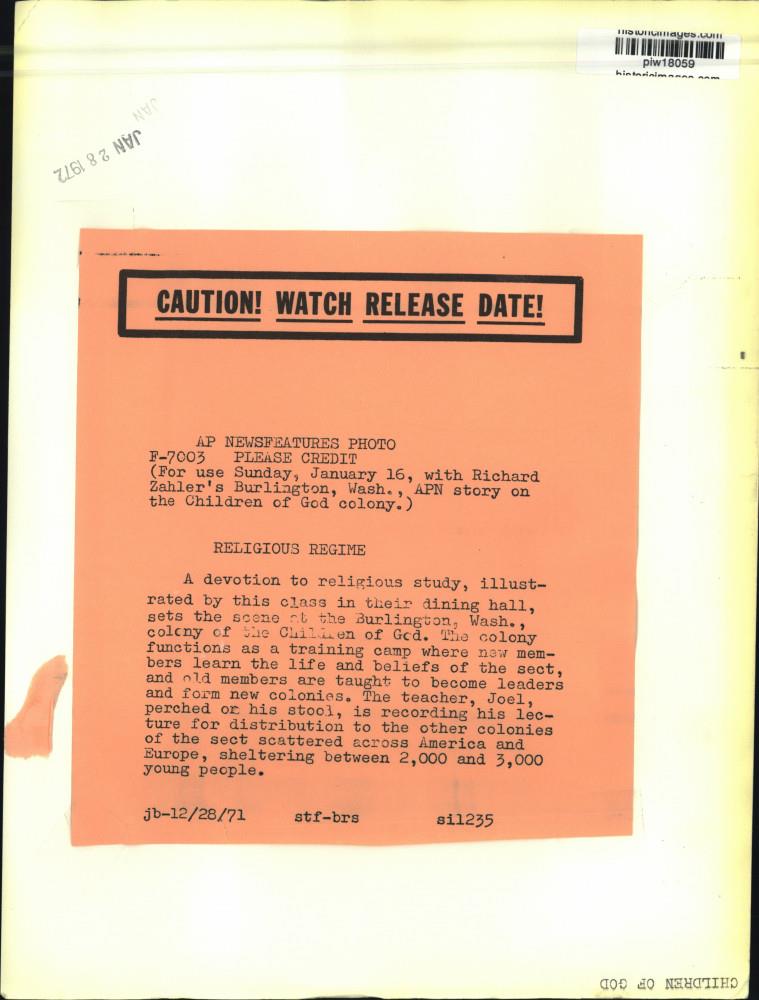 historicimages.com
piw18059
historicimages.com
JAN
JAN 28 1972
CAUTION! WATCH RELEASE DATE!
AP NEWSFEATURES PHOTO
F-7003 PLEASE CREDIT
(For use Sunday, January 16, with Richard
Zahler's Burlington, Wash., APN story on
the Children of God colony.)
RELIGIOUS REGIME
A devotion to religious study, illust-
rated by this class in their dining hall,
sets the scene at the Burlington, Wash.,
colony of the Children of God. The colony
functions as a training camp where new mem-
bers learn the life and beliefs of the sect,
and old members are taught to become leaders
and form new colonies. The teacher, Joel,
perched on his stool, is recording his lec-
ture for distribution to the other colonies
of the sect scattered across America and
Europe, sheltering between 2,000 and 3,000
young people.
jb-12/28/71 stf-brs si1235
CHILDREN OF GOD